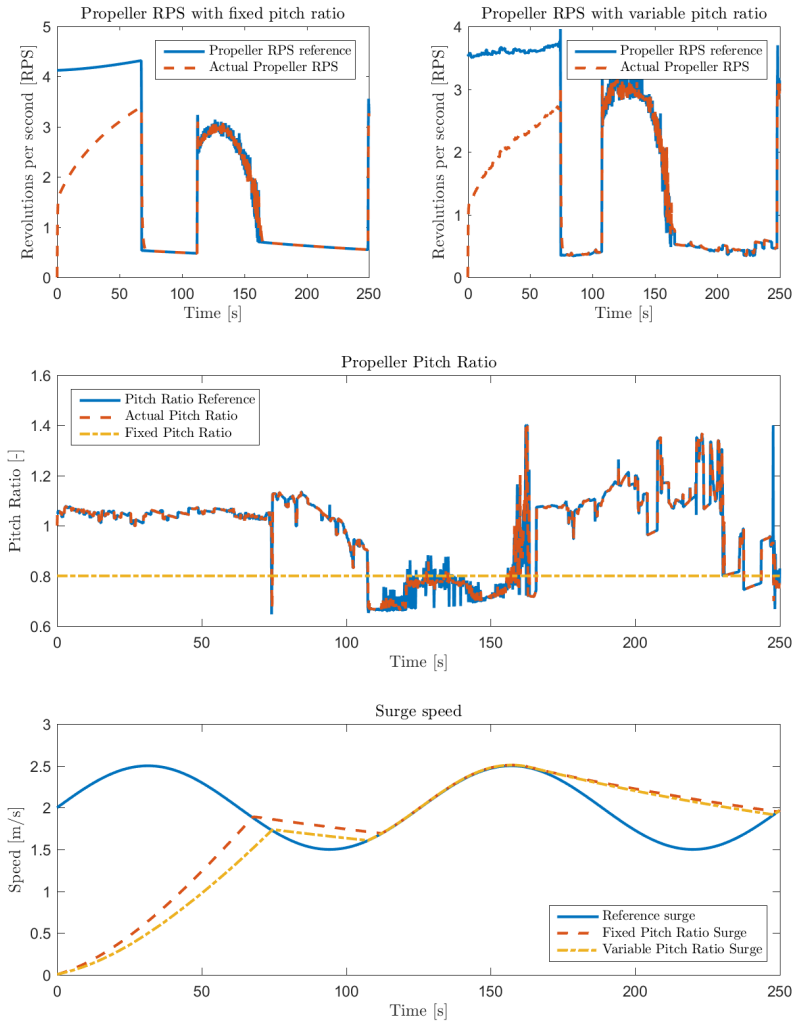 Propeller RPS with fixed pitch ratio
Revolutions per second [RPS]
5
4
3
2
1
0
Propeller RPS reference
Actual Propeller RPS
0 50 100 150 200 250
Time [s]
Propeller RPS with variable pitch ratio
Revolutions per second [RPS]
4
3
2
1
0
Propeller RPS reference
Actual Propeller RPS
0 50 100 150 200 250
Time [s]
Propeller Pitch Ratio
Pitch Ratio [-]
1.6
1.4
1.2
1
0.8
0.6
Pitch Ratio Reference
Actual Pitch Ratio
Fixed Pitch Ratio
0 50 100 150 200 250
Time [s]
Surge speed
Speed [m/s]
3
2.5
2
1.5
1
0.5
0
Reference surge
Fixed Pitch Ratio Surge
Variable Pitch Ratio Surge
0 50 100 150 200 250
Time [s]